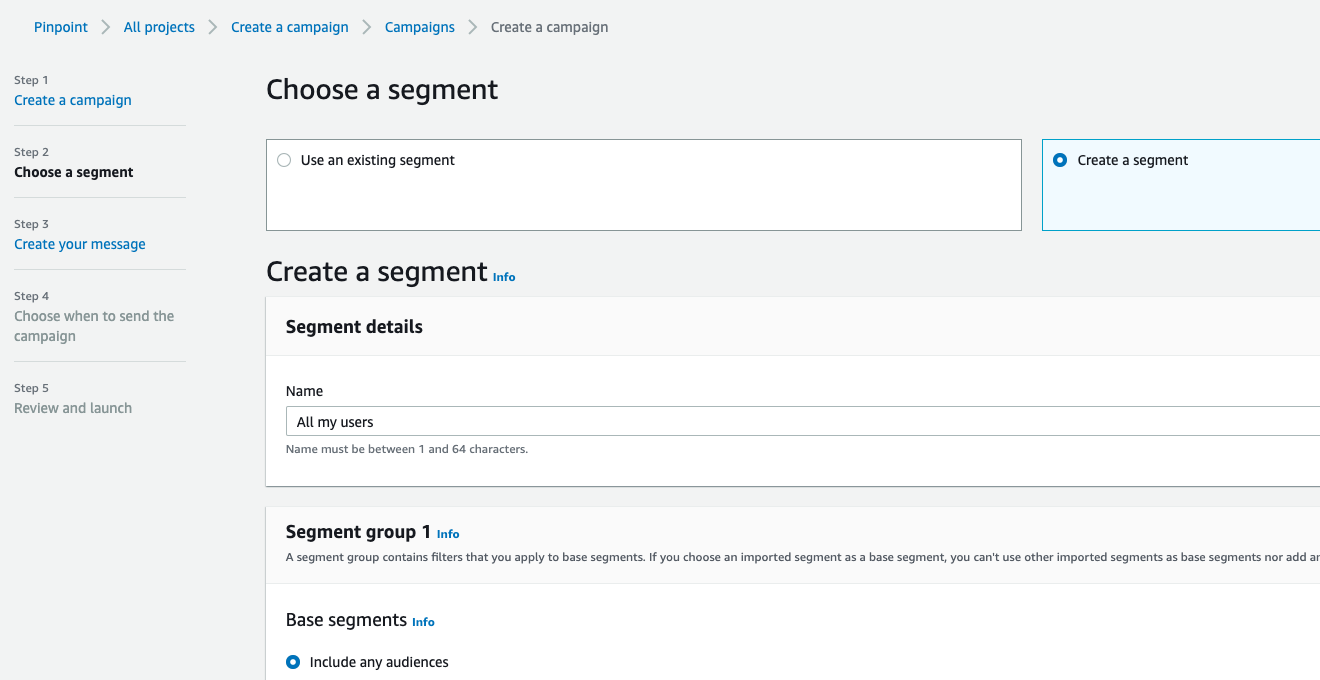 Pinpoint > All projects > Create a campaign > Campaigns > Create a campaign
Step 1
Create a campaign
Step 2
Choose a segment
Step 3
Create your message
Step 4
Choose when to send the
campaign
Step 5
Review and launch
Choose a segment
Use an existing segment
Create a segment
Create a segment Info
Segment details
Name
All my users
Name must be between 1 and 64 characters.
Segment group 1 Info
A segment group contains filters that you apply to base segments. If you choose an imported segment as a base segment, you can't use other imported segments as base segments nor add
Base segments Info
Include any audiences